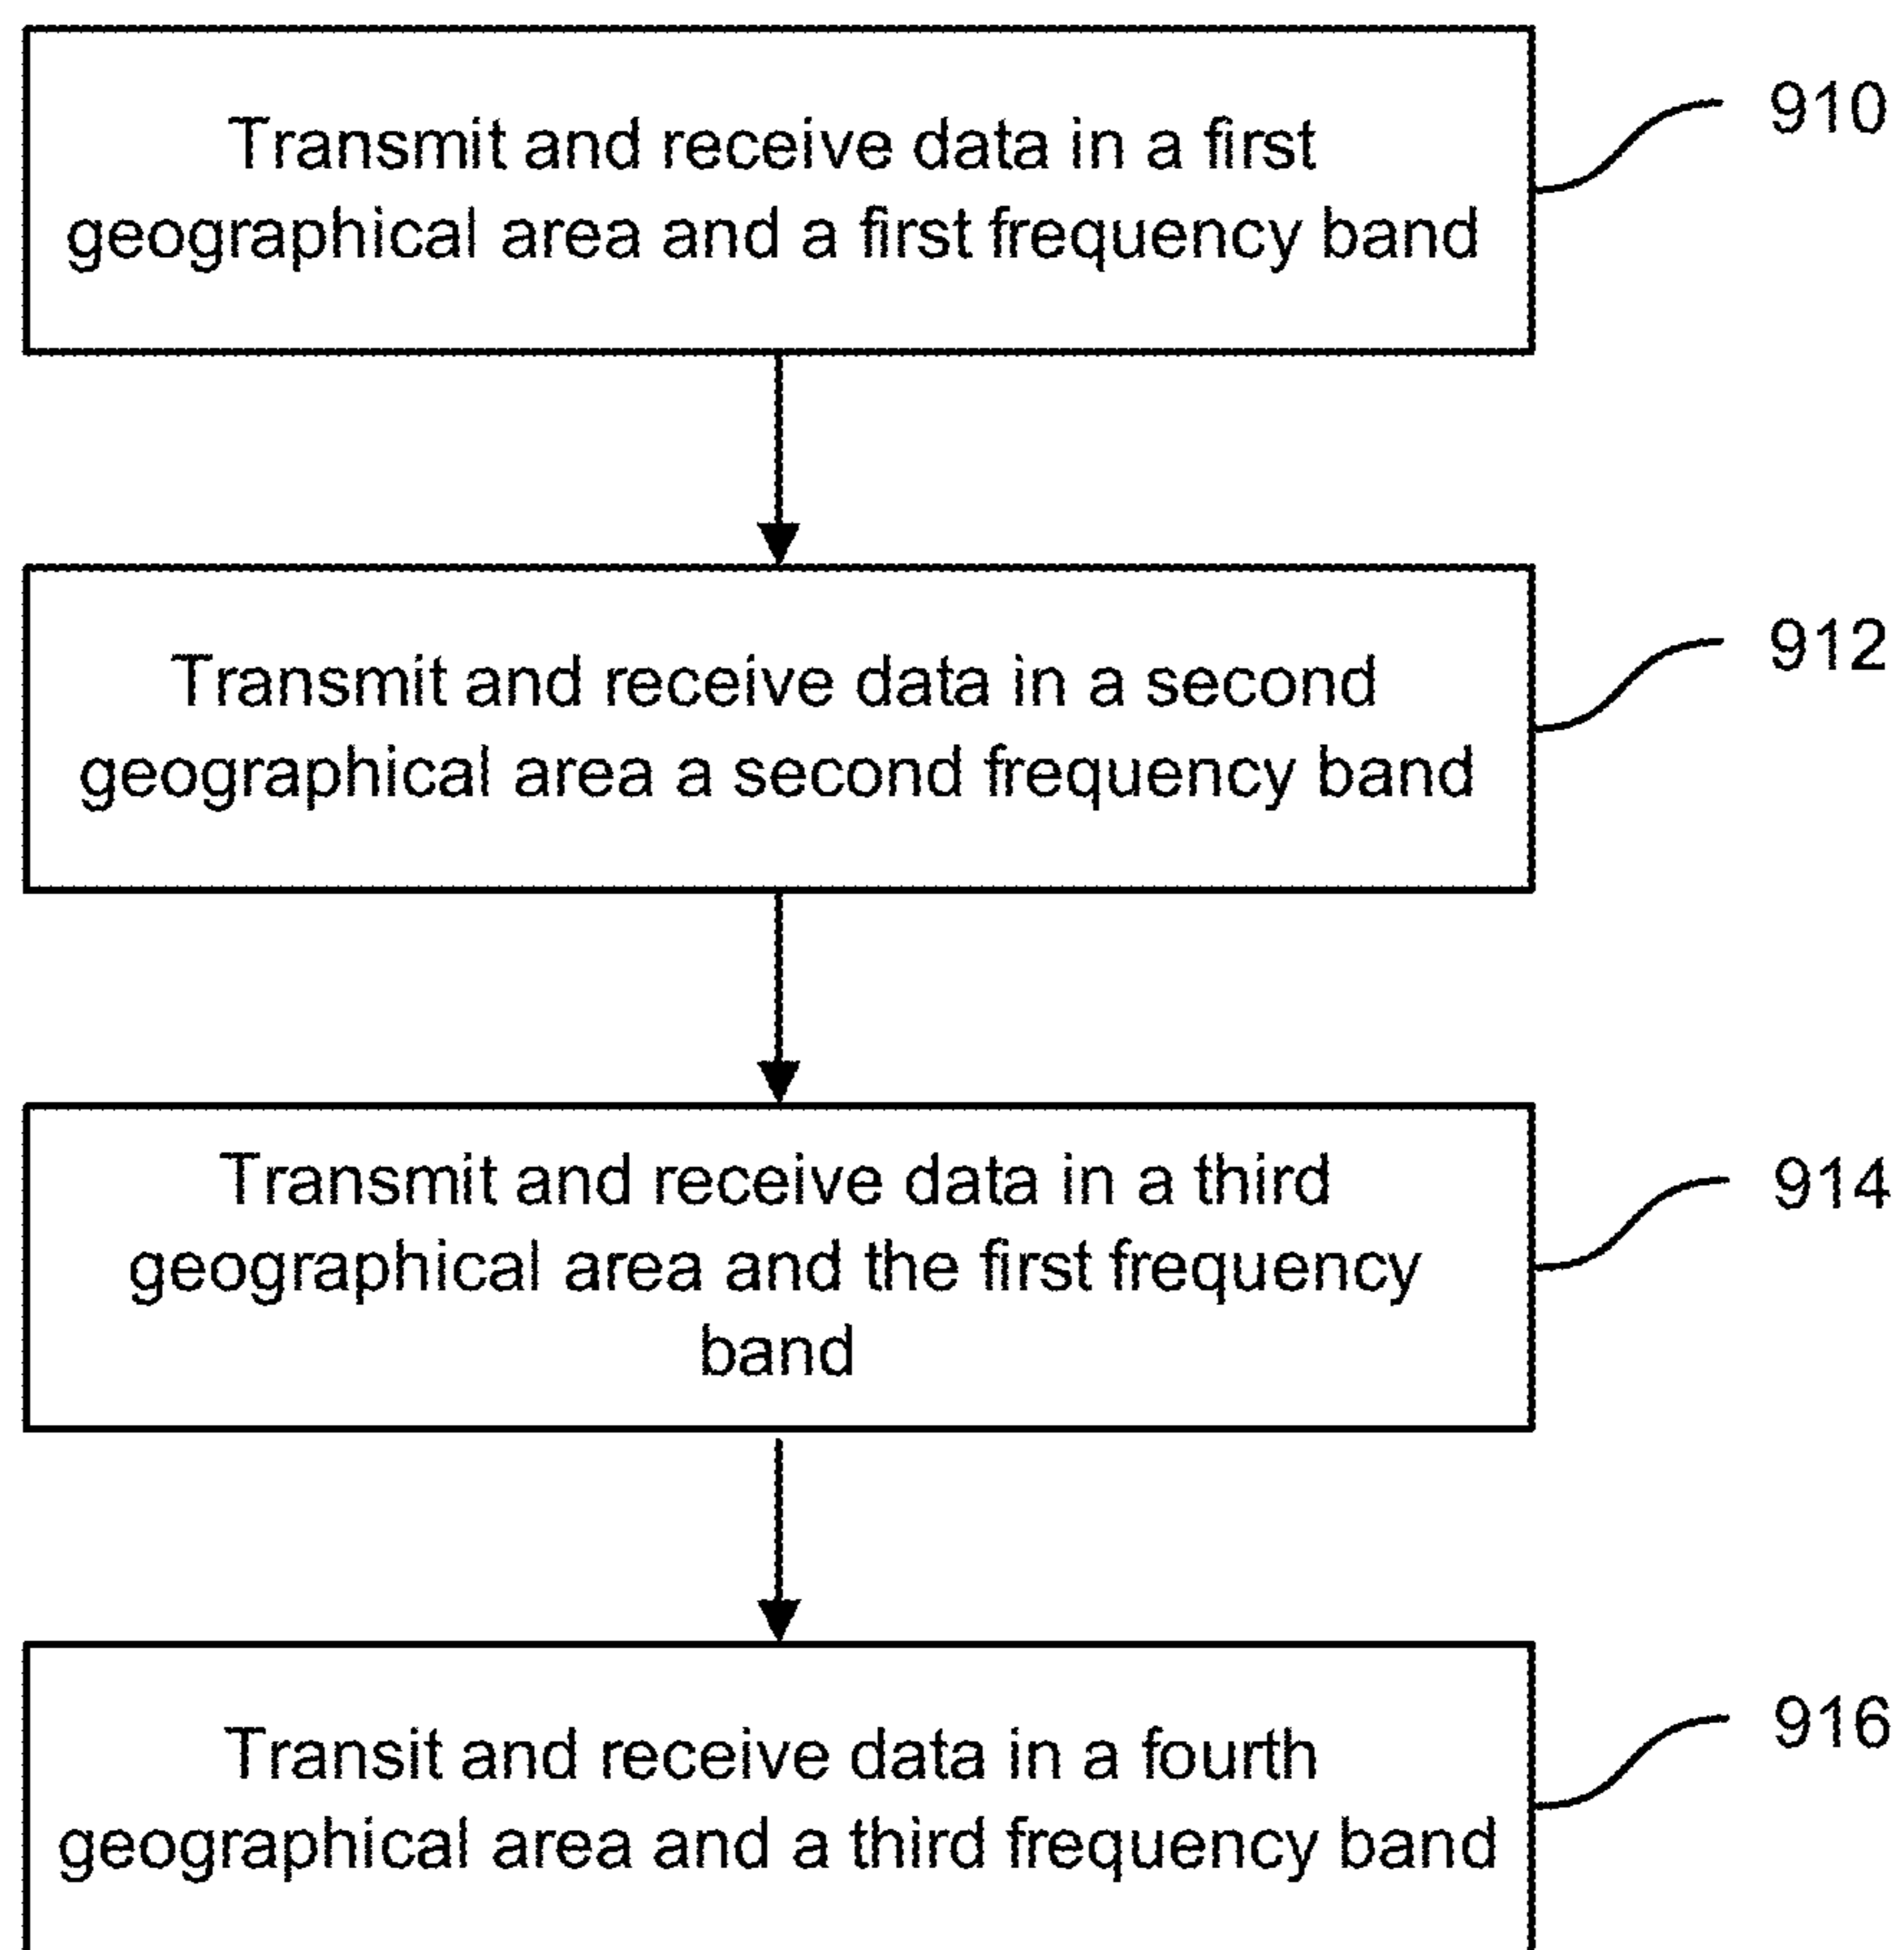 Transmit and receive data in a first
geographical area and a first frequency band
910
Transmit and receive data in a second
geographical area a second frequency band
912
Transmit and receive data in a third
geographical area and the first frequency
band
914
Transit and receive data in a fourth
geographical area and a third frequency band
916